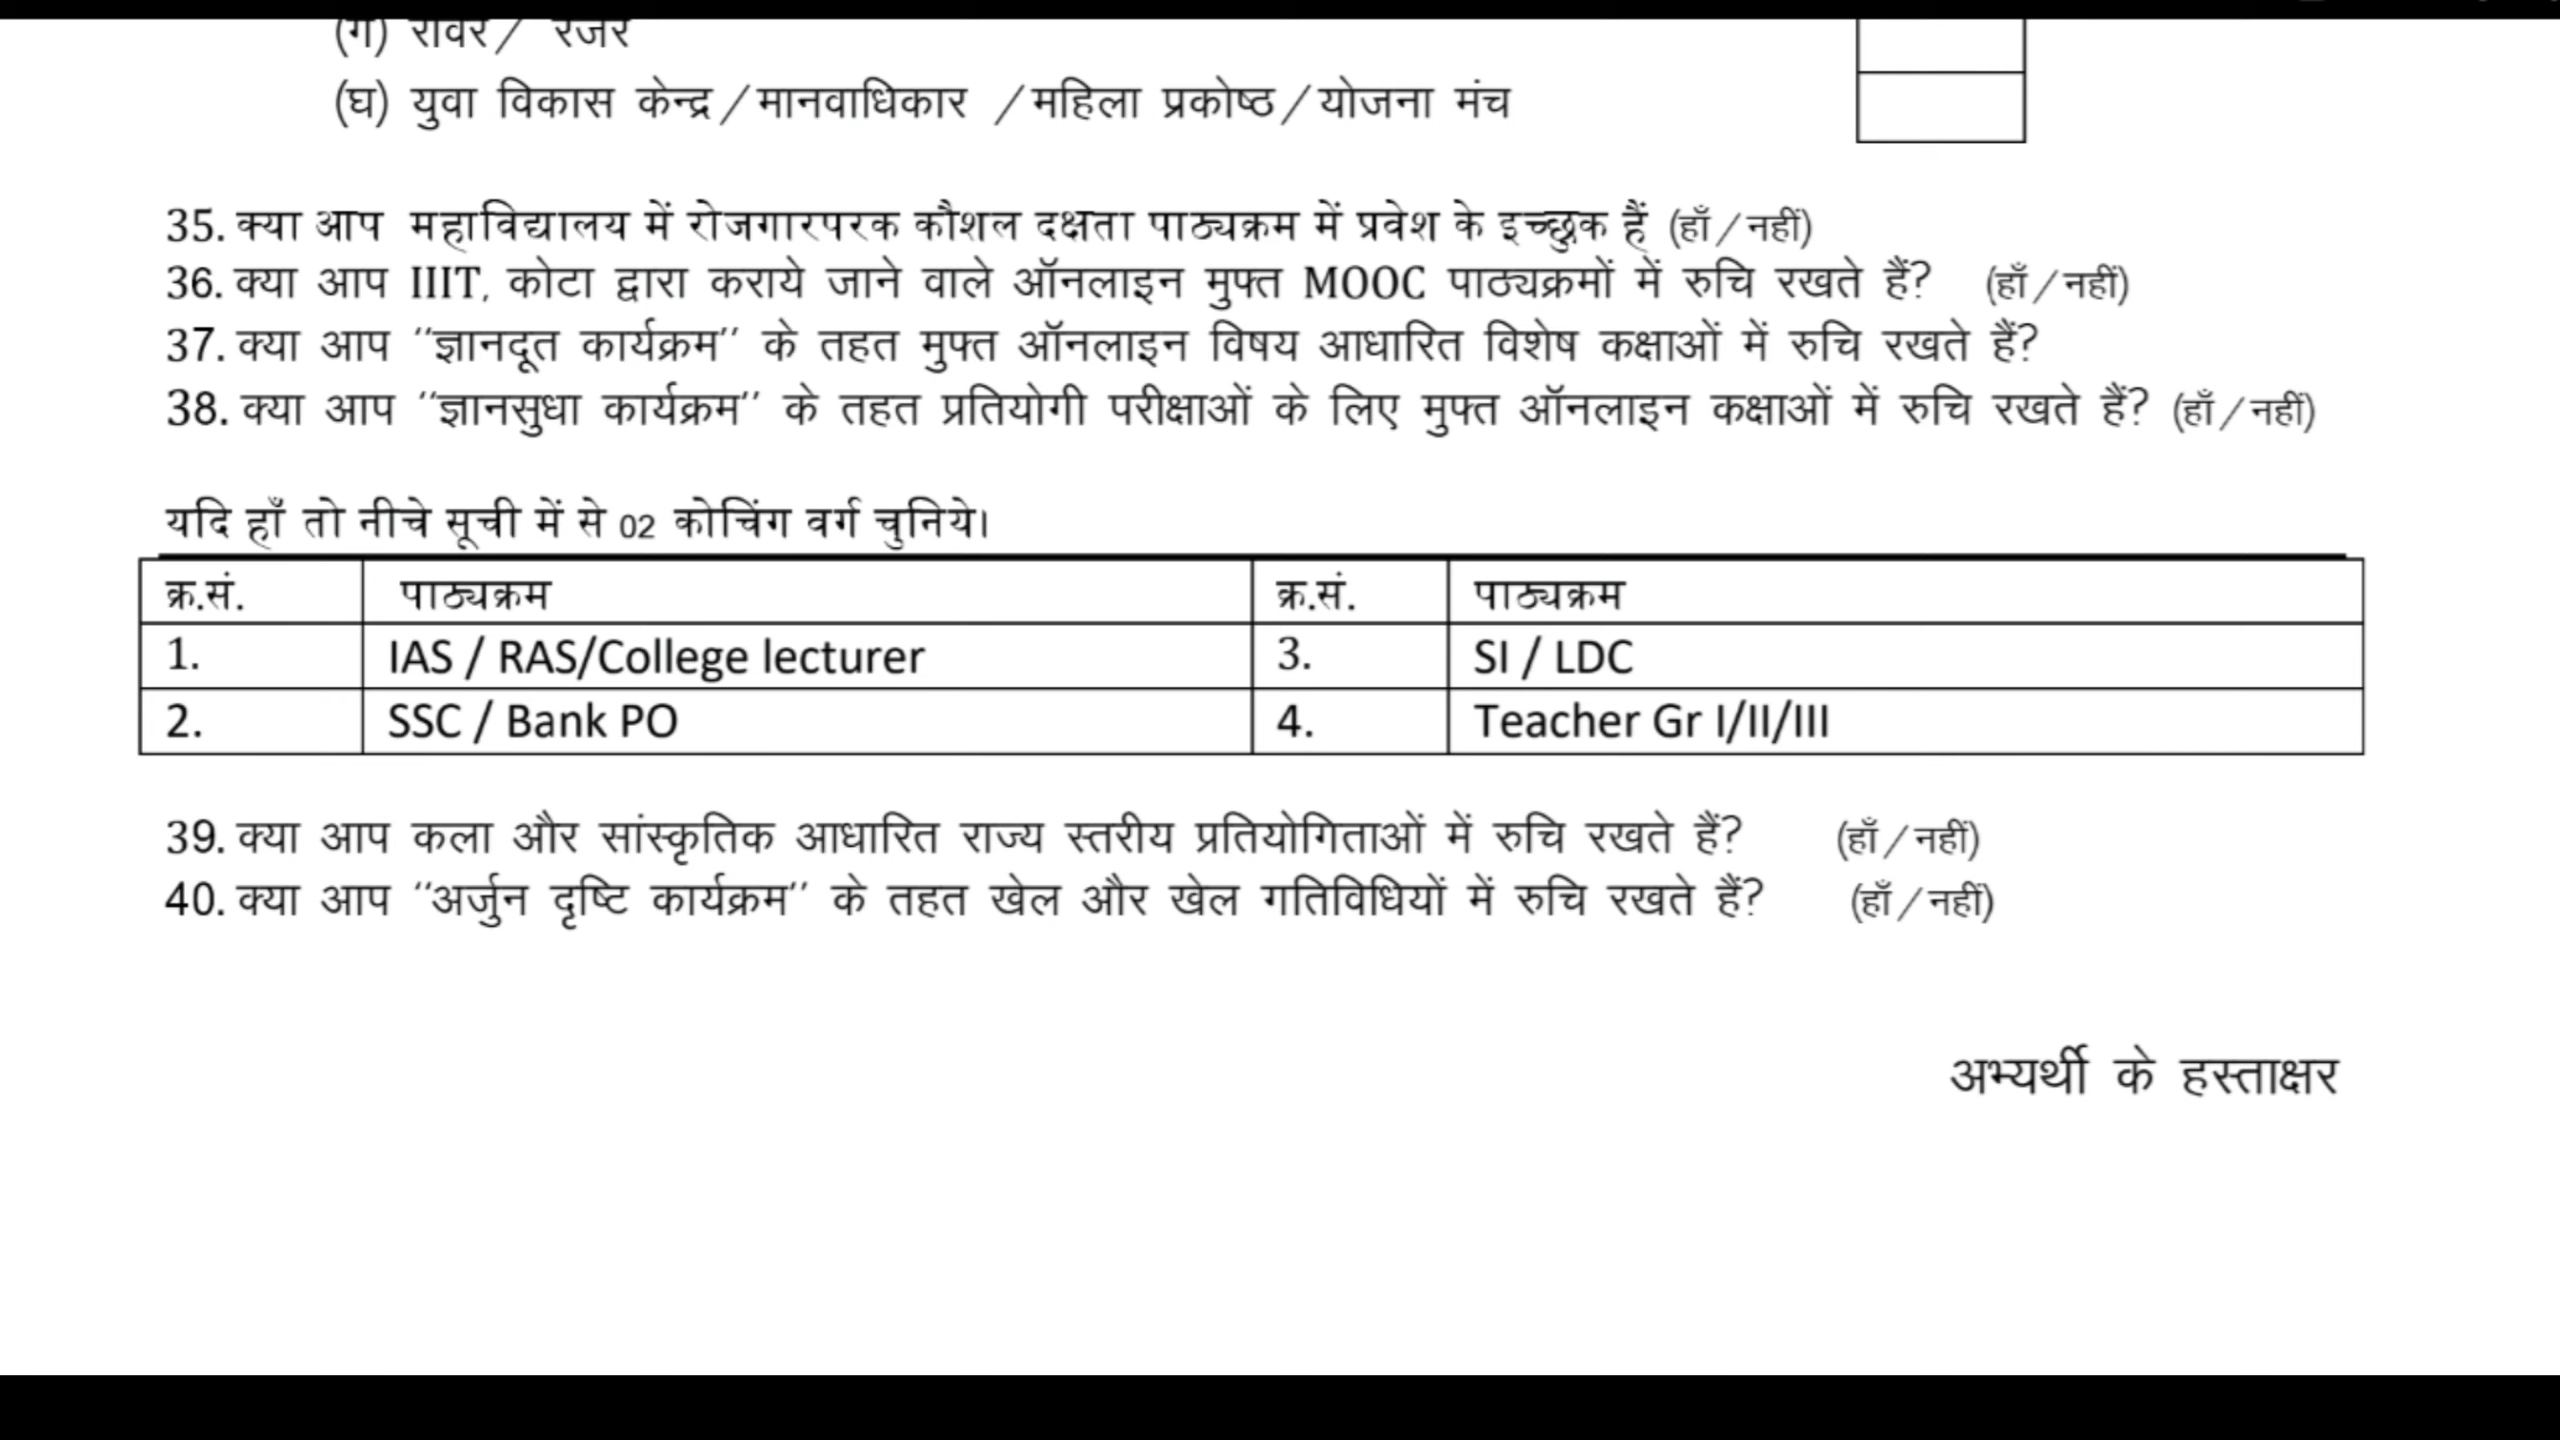 (ग) रोवर/ रेंजर
(घ) युवा विकास केन्द्र/मानवाधिकार /महिला प्रकोष्ठ/योजना मंच
35. क्या आप महाविद्यालय में रोजगारपरक कौशल दक्षता पाठ्यक्रम में प्रवेश के इच्छुक हैं (हाँ/नहीं)
36. क्या आप IIIT, कोटा द्वारा कराये जाने वाले ऑनलाइन मुफ्त MOOC पाठ्यक्रमों में रुचि रखते हैं? (हाँ/नहीं)
37. क्या आप ''ज्ञानदूत कार्यक्रम'' के तहत मुफ्त ऑनलाइन विषय आधारित विशेष कक्षाओं में रुचि रखते हैं?
38. क्या आप ''ज्ञानसुधा कार्यक्रम'' के तहत प्रतियोगी परीक्षाओं के लिए मुफ्त ऑनलाइन कक्षाओं में रुचि रखते हैं? (हाँ/नहीं)
यदि हाँ तो नीचे सूची में से 02 कोचिंग वर्ग चुनिये।
क्र.सं. पाठ्यक्रम क्र.सं. पाठ्यक्रम
1. IAS / RAS/College lecturer 3. SI / LDC
2. SSC / Bank PO 4. Teacher Gr I/II/III
39. क्या आप कला और सांस्कृतिक आधारित राज्य स्तरीय प्रतियोगिताओं में रुचि रखते हैं? (हाँ/नहीं)
40. क्या आप ''अर्जुन दृष्टि कार्यक्रम'' के तहत खेल और खेल गतिविधियों में रुचि रखते हैं? (हाँ/नहीं)
अभ्यर्थी के हस्ताक्षर